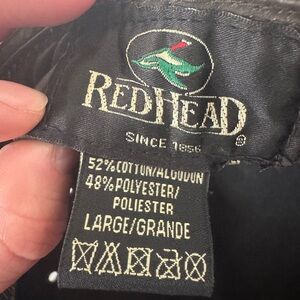 REDHEAD
SINCE 1856
®
52% COTTON/ALGODON
48% POLYESTER/
POLIESTER
LARGE/GRANDE